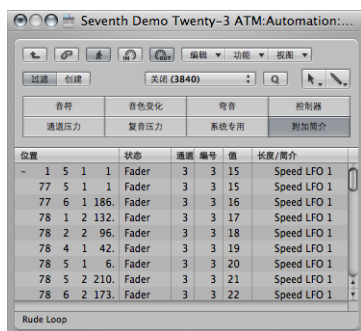 Seventh Demo Twenty-3 ATM:Automation:...
IN OUT 编辑 功能 视图
过滤 创建 关闭 (3840) Q
音符 音色变化 弯音 控制器
通道压力 复音压力 系统专用 附加简介
位置 状态 通道 编号 值 长度/简介
– 1 5 1 1 Fader 3 3 15 Speed LFO 1
77 5 1 1 Fader 3 3 15 Speed LFO 1
77 6 1 186. Fader 3 3 16 Speed LFO 1
78 1 2 132. Fader 3 3 17 Speed LFO 1
78 2 2 96. Fader 3 3 18 Speed LFO 1
78 4 1 42. Fader 3 3 19 Speed LFO 1
78 5 1 6. Fader 3 3 20 Speed LFO 1
78 5 2 210. Fader 3 3 21 Speed LFO 1
78 6 2 173. Fader 3 3 22 Speed LFO 1
Rude Loop